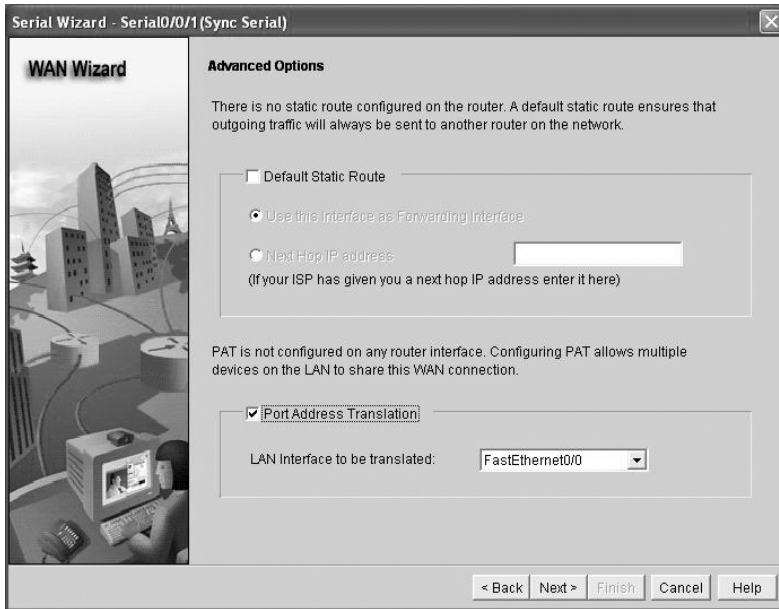 Serial Wizard - Serial0/0/1(Sync Serial)
WAN Wizard
Advanced Options
There is no static route configured on the router. A default static route ensures that
outgoing traffic will always be sent to another router on the network.
Default Static Route
Use this Interface as Forwarding Interface
Next Hop IP address
(If your ISP has given you a next hop IP address enter it here)
PAT is not configured on any router interface. Configuring PAT allows multiple
devices on the LAN to share this WAN connection.
Port Address Translation
LAN Interface to be translated: FastEthernet0/0
< Back Next > Finish Cancel Help